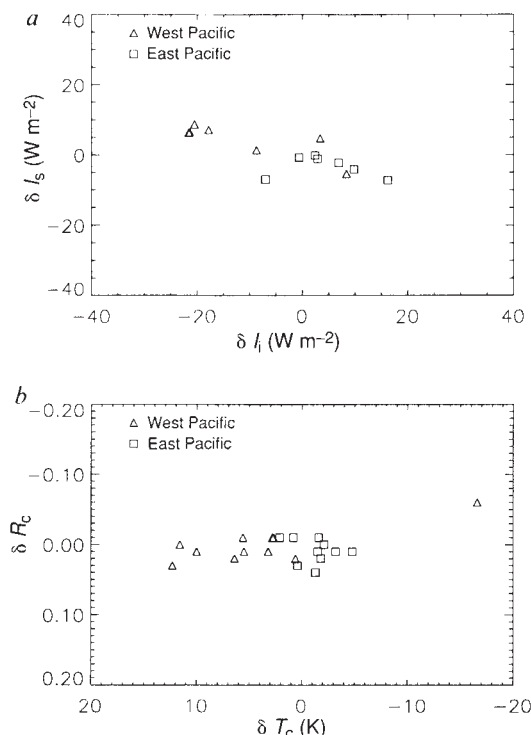 a
40
20
0
−20
−40
δ Is (W m−2)
△ West Pacific
□ East Pacific
−40 −20 0 20 40
δ Ii (W m−2)
b
-0.20
-0.10
0.00
0.10
0.20
δ Rc
△ West Pacific
□ East Pacific
20 10 0 −10 −20
δ Tc (K)